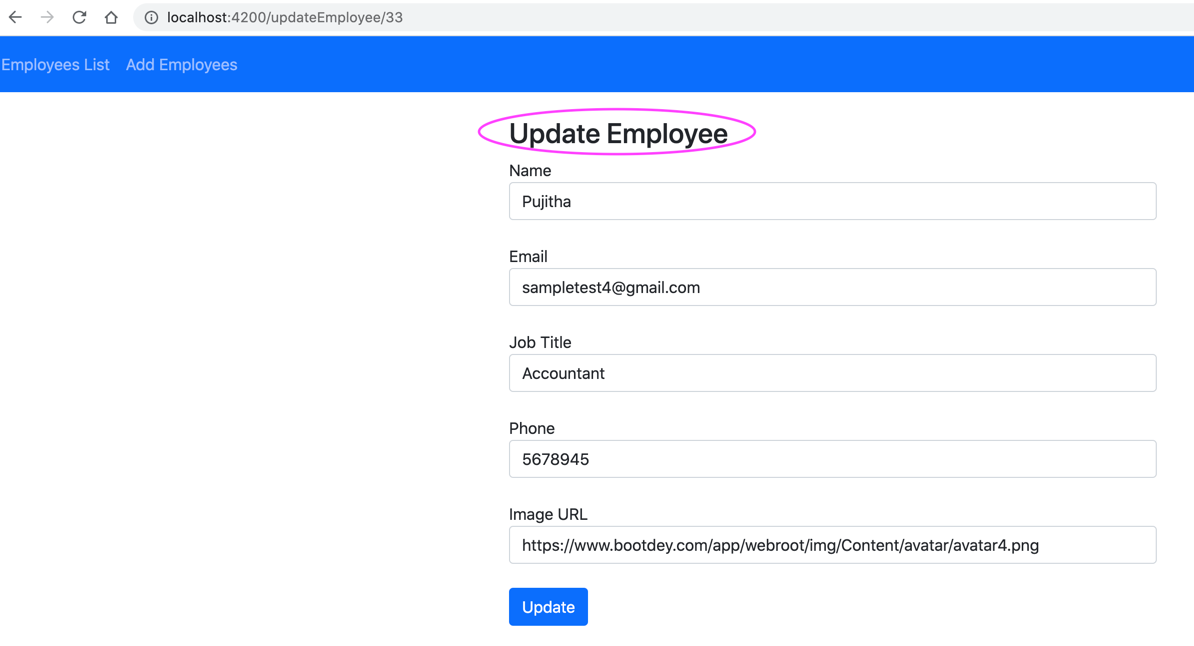 localhost:4200/updateEmployee/33
Employees List Add Employees
Update Employee
Name
Pujitha
Email
sampletest4@gmail.com
Job Title
Accountant
Phone
5678945
Image URL
https://www.bootdey.com/app/webroot/img/Content/avatar/avatar4.png
Update